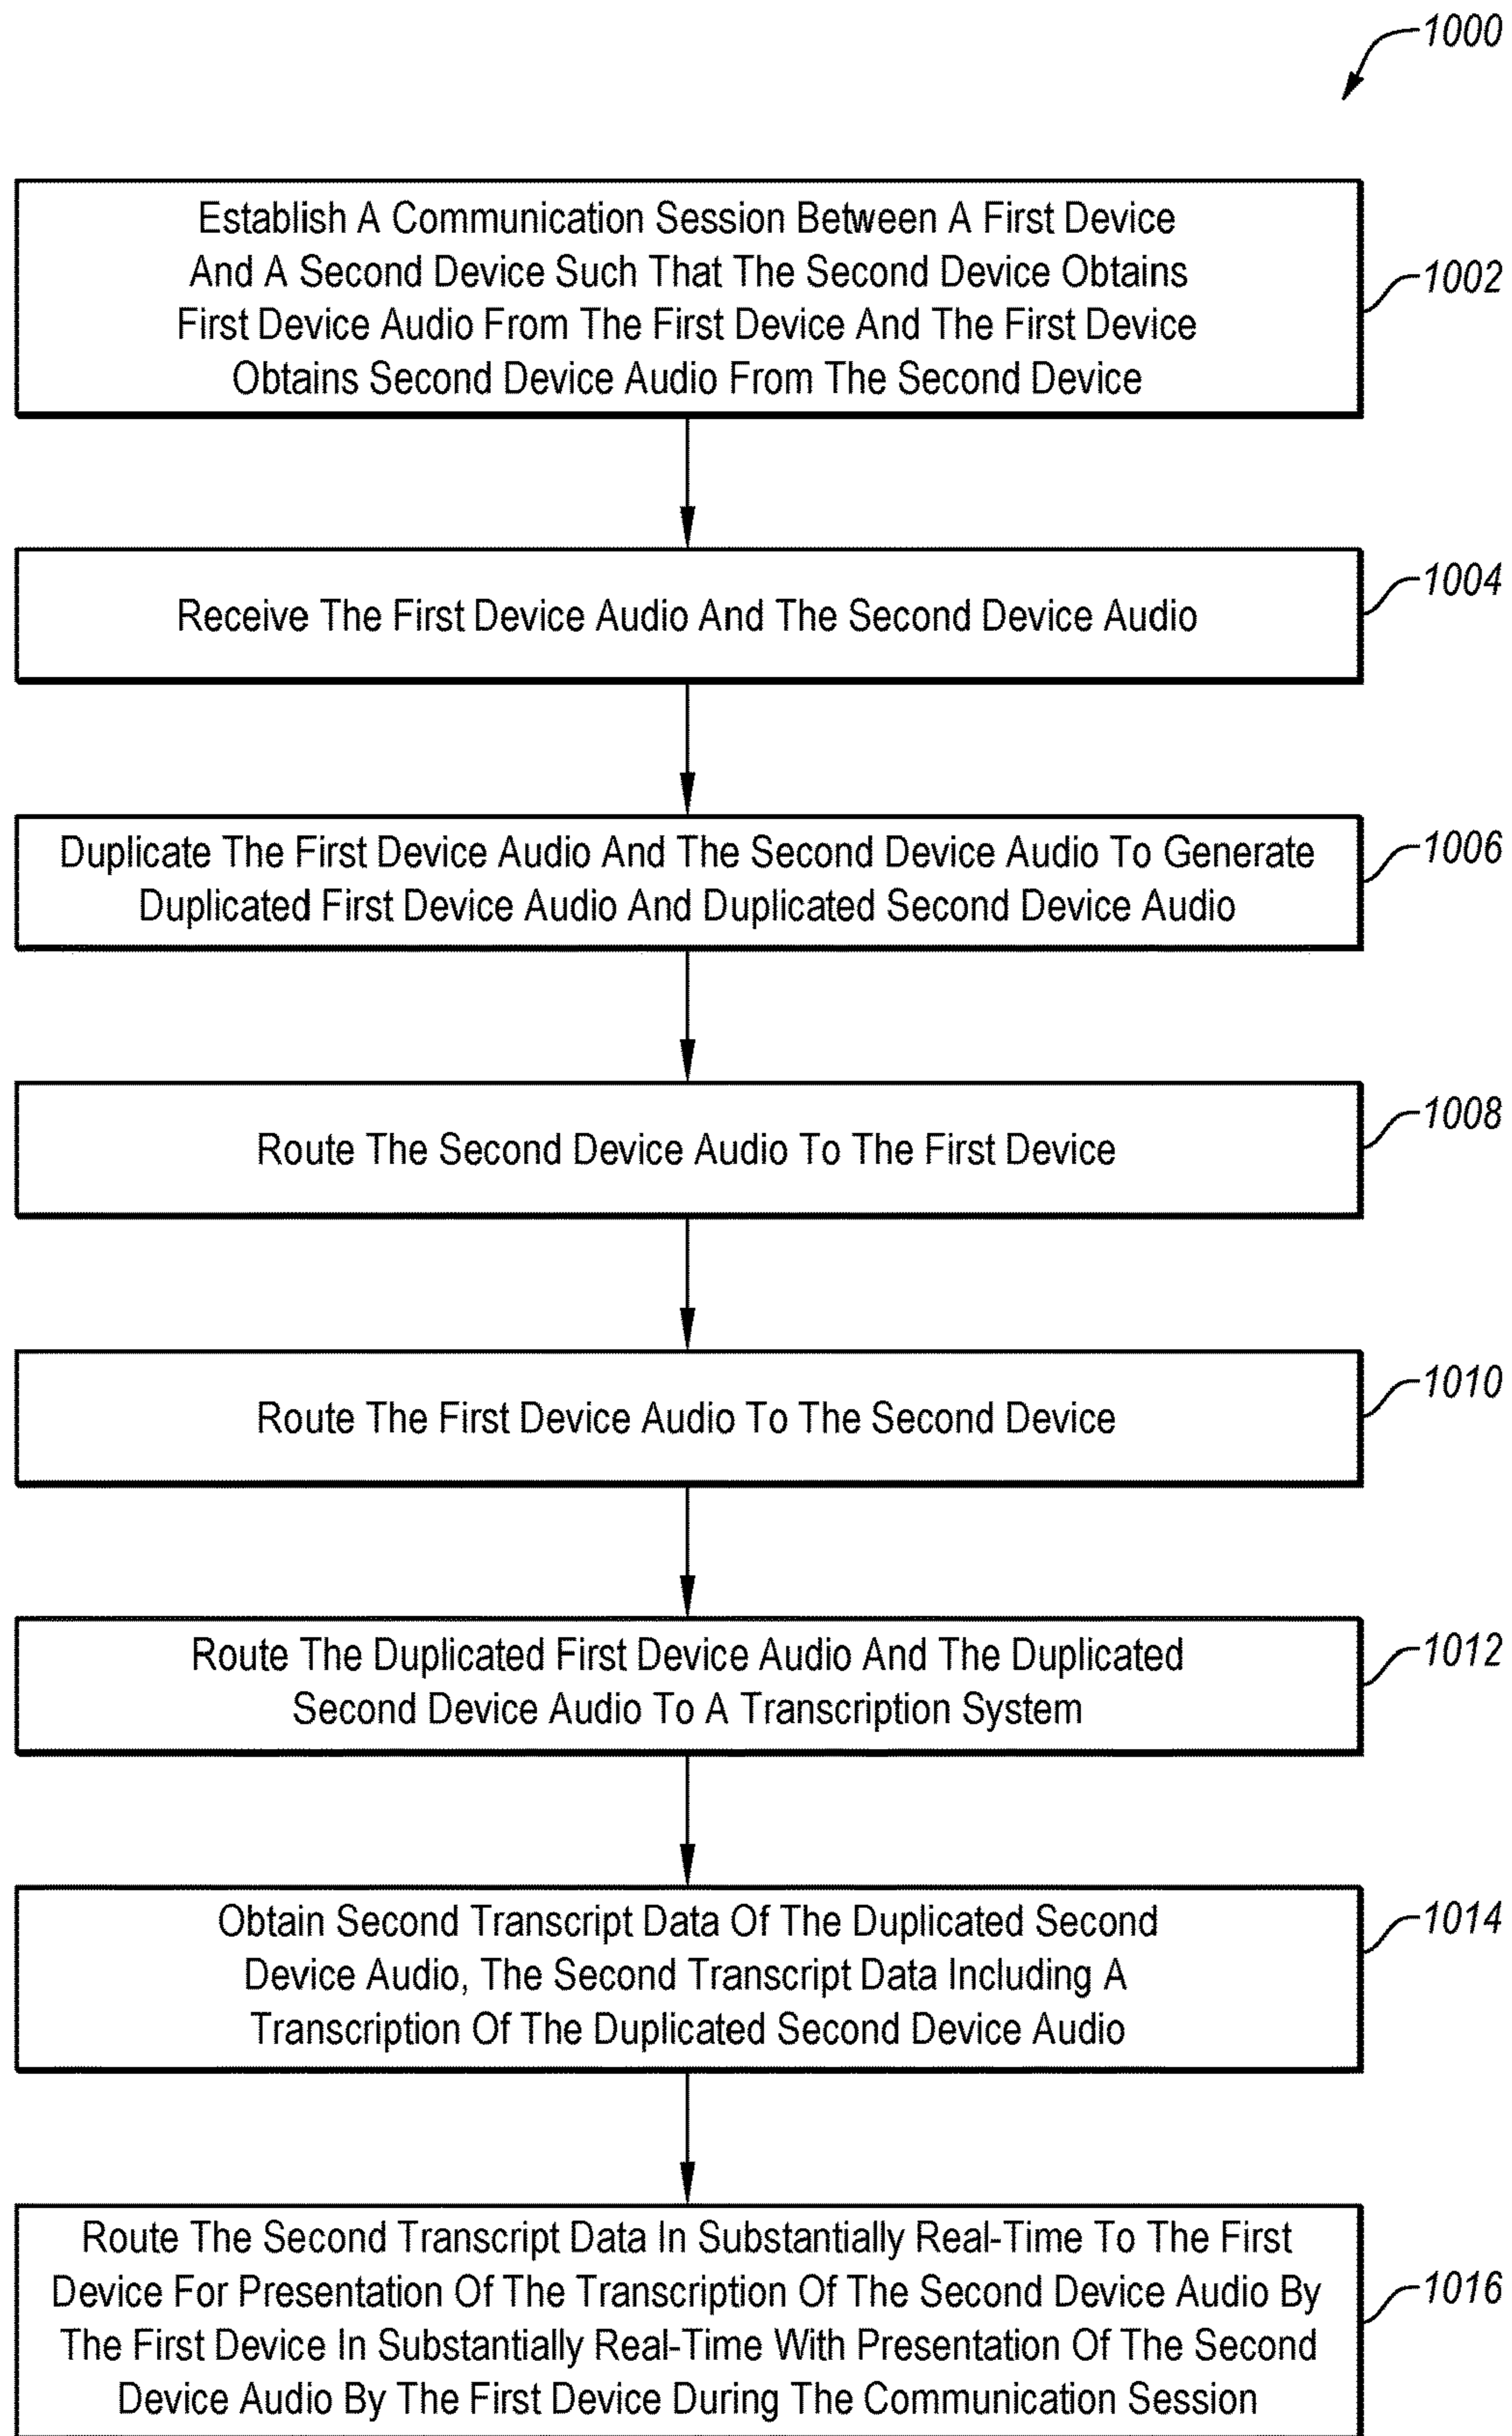 1000
Establish A Communication Session Between A First Device
And A Second Device Such That The Second Device Obtains
First Device Audio From The First Device And The First Device
Obtains Second Device Audio From The Second Device
1002
Receive The First Device Audio And The Second Device Audio
1004
Duplicate The First Device Audio And The Second Device Audio To Generate
Duplicated First Device Audio And Duplicated Second Device Audio
1006
Route The Second Device Audio To The First Device
1008
Route The First Device Audio To The Second Device
1010
Route The Duplicated First Device Audio And The Duplicated
Second Device Audio To A Transcription System
1012
Obtain Second Transcript Data Of The Duplicated Second
Device Audio, The Second Transcript Data Including A
Transcription Of The Duplicated Second Device Audio
1014
Route The Second Transcript Data In Substantially Real-Time To The First
Device For Presentation Of The Transcription Of The Second Device Audio By
The First Device In Substantially Real-Time With Presentation Of The Second
Device Audio By The First Device During The Communication Session
1016